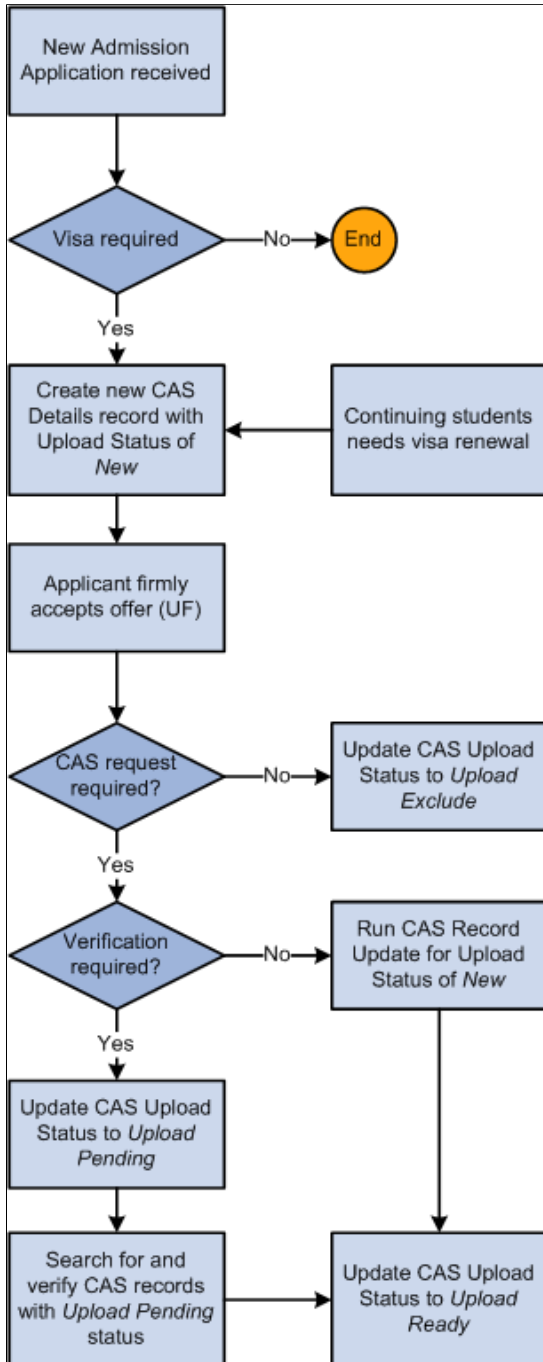 New Admission
Application received
Visa required
No
End
Yes
Create new CAS
Details record with
Upload Status of
New
Continuing students
needs visa renewal
Applicant firmly
accepts offer (UF)
CAS request
required?
No
Update CAS Upload
Status to Upload
Exclude
Yes
Verification
required?
No
Run CAS Record
Update for Upload
Status of New
Yes
Update CAS Upload
Status to Upload
Pending
Search for and
verify CAS records
with Upload Pending
status
Update CAS Upload
Status to Upload
Ready